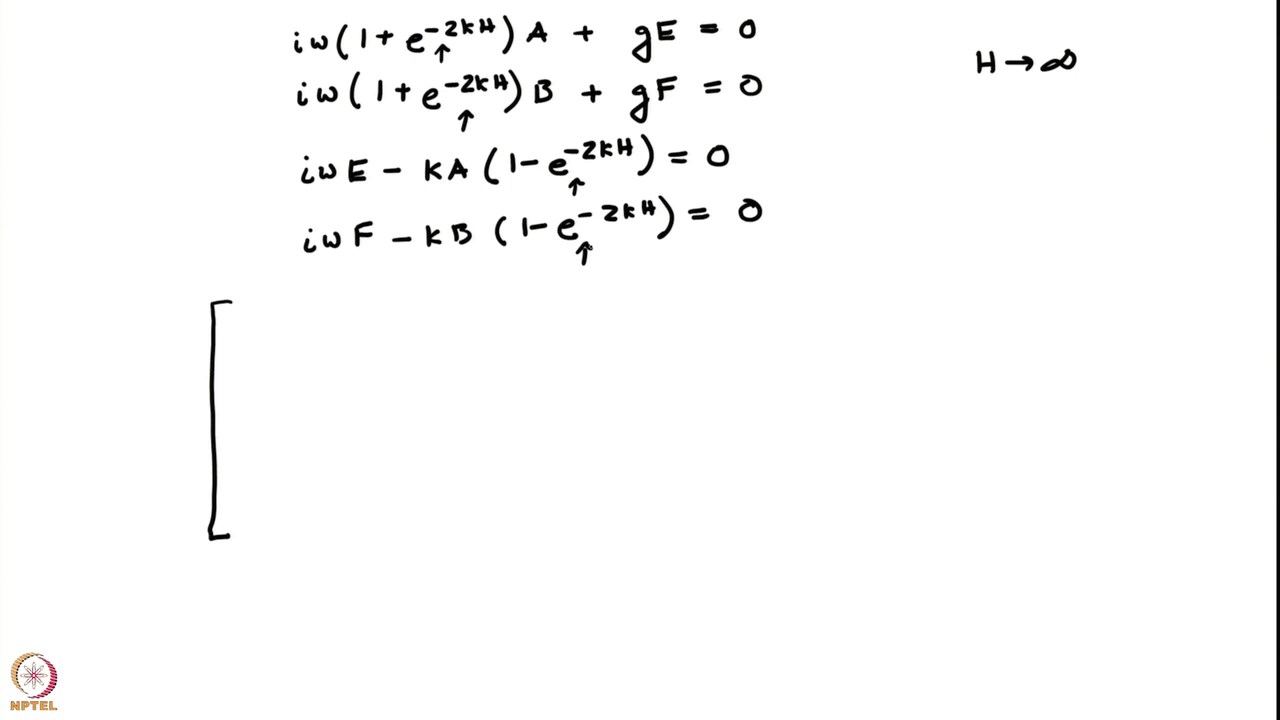 iω(1+ e^{-2kH})A + gE = 0
H → ∞
iω(1+ e^{-2kH})B + gF = 0
iωE - kA(1- e^{-2kH}) = 0
iωF - kB(1- e^{-2kH}) = 0
NPTEL